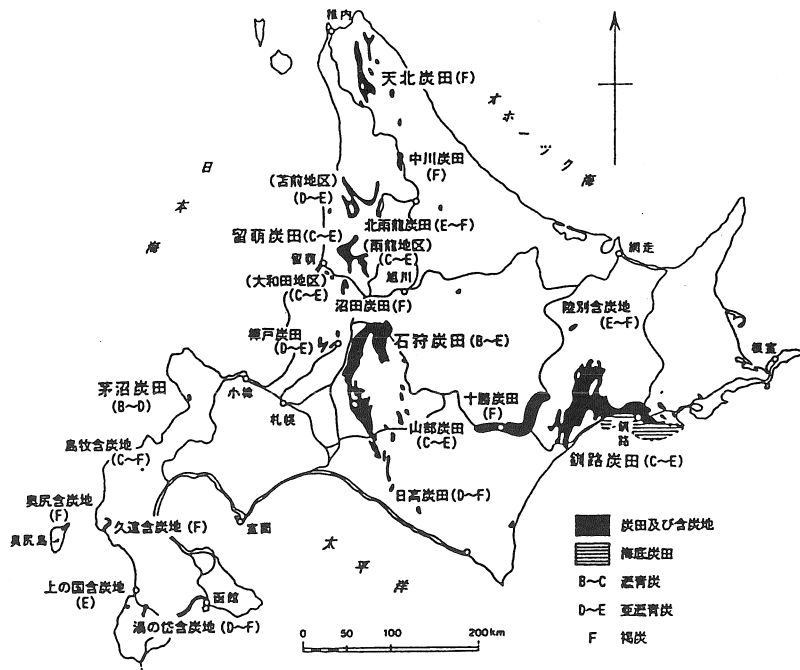 稚内
天北炭田(F)
オホーツク海
中川炭田
(F)
日本海
(苫前地区)
(D〜E)
北雨龍炭田(E〜F)
留萌炭田(C〜E)
(雨龍地区)
(C〜E)
留萌
網走
(大和田地区)
(C〜E)
旭川
沼田炭田(F)
陸別含炭地
(E〜F)
樺戸炭田
(D〜E)
石狩炭田(B〜E)
根室
茅沼炭田
(B〜D)
小樽
札幌
十勝炭田
(F)
山部炭田
(C〜E)
釧路
島牧含炭地
(C〜F)
釧路炭田(C〜E)
日高炭田(D〜F)
奥尻含炭地
(F)
奥尻島
久遠含炭地(F)
室蘭
太平洋
炭田及び含炭地
海底炭田
上の国含炭地
(E)
函館
B〜C 瀝青炭
D〜E 亜瀝青炭
湯の岱含炭地(D〜F)
F 褐炭
0 50 100 200km